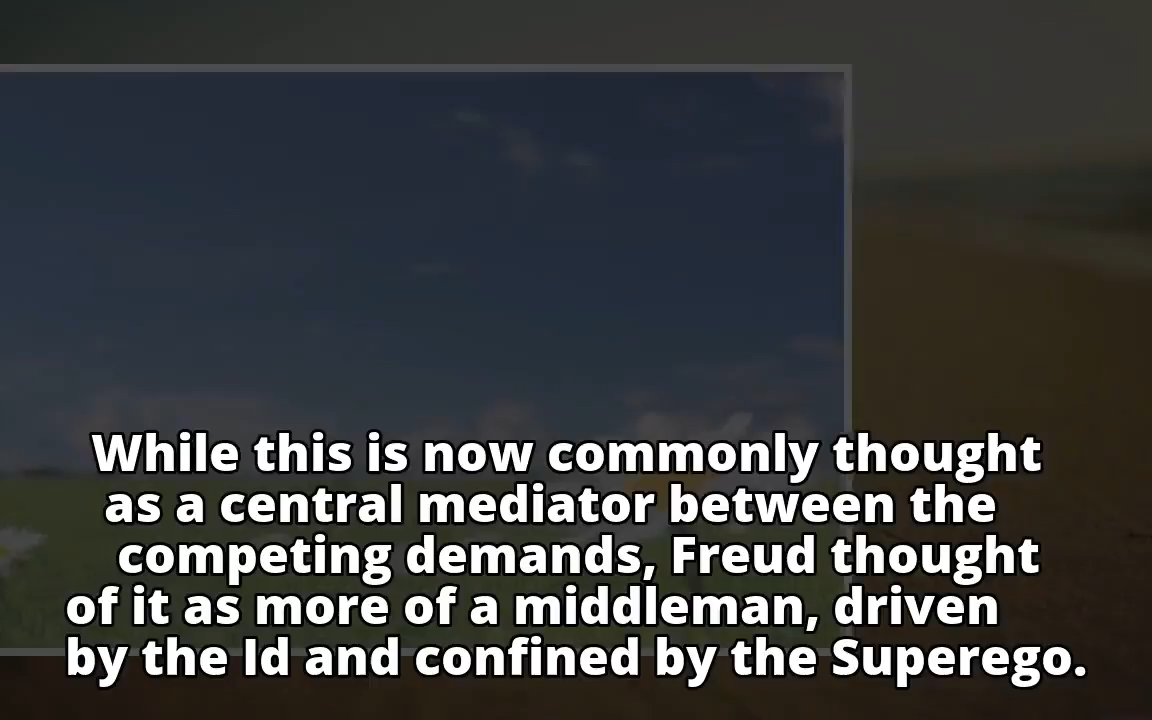 While this is now commonly thought
as a central mediator between the
competing demands, Freud thought
of it as more of a middleman, driven
by the Id and confined by the Superego.